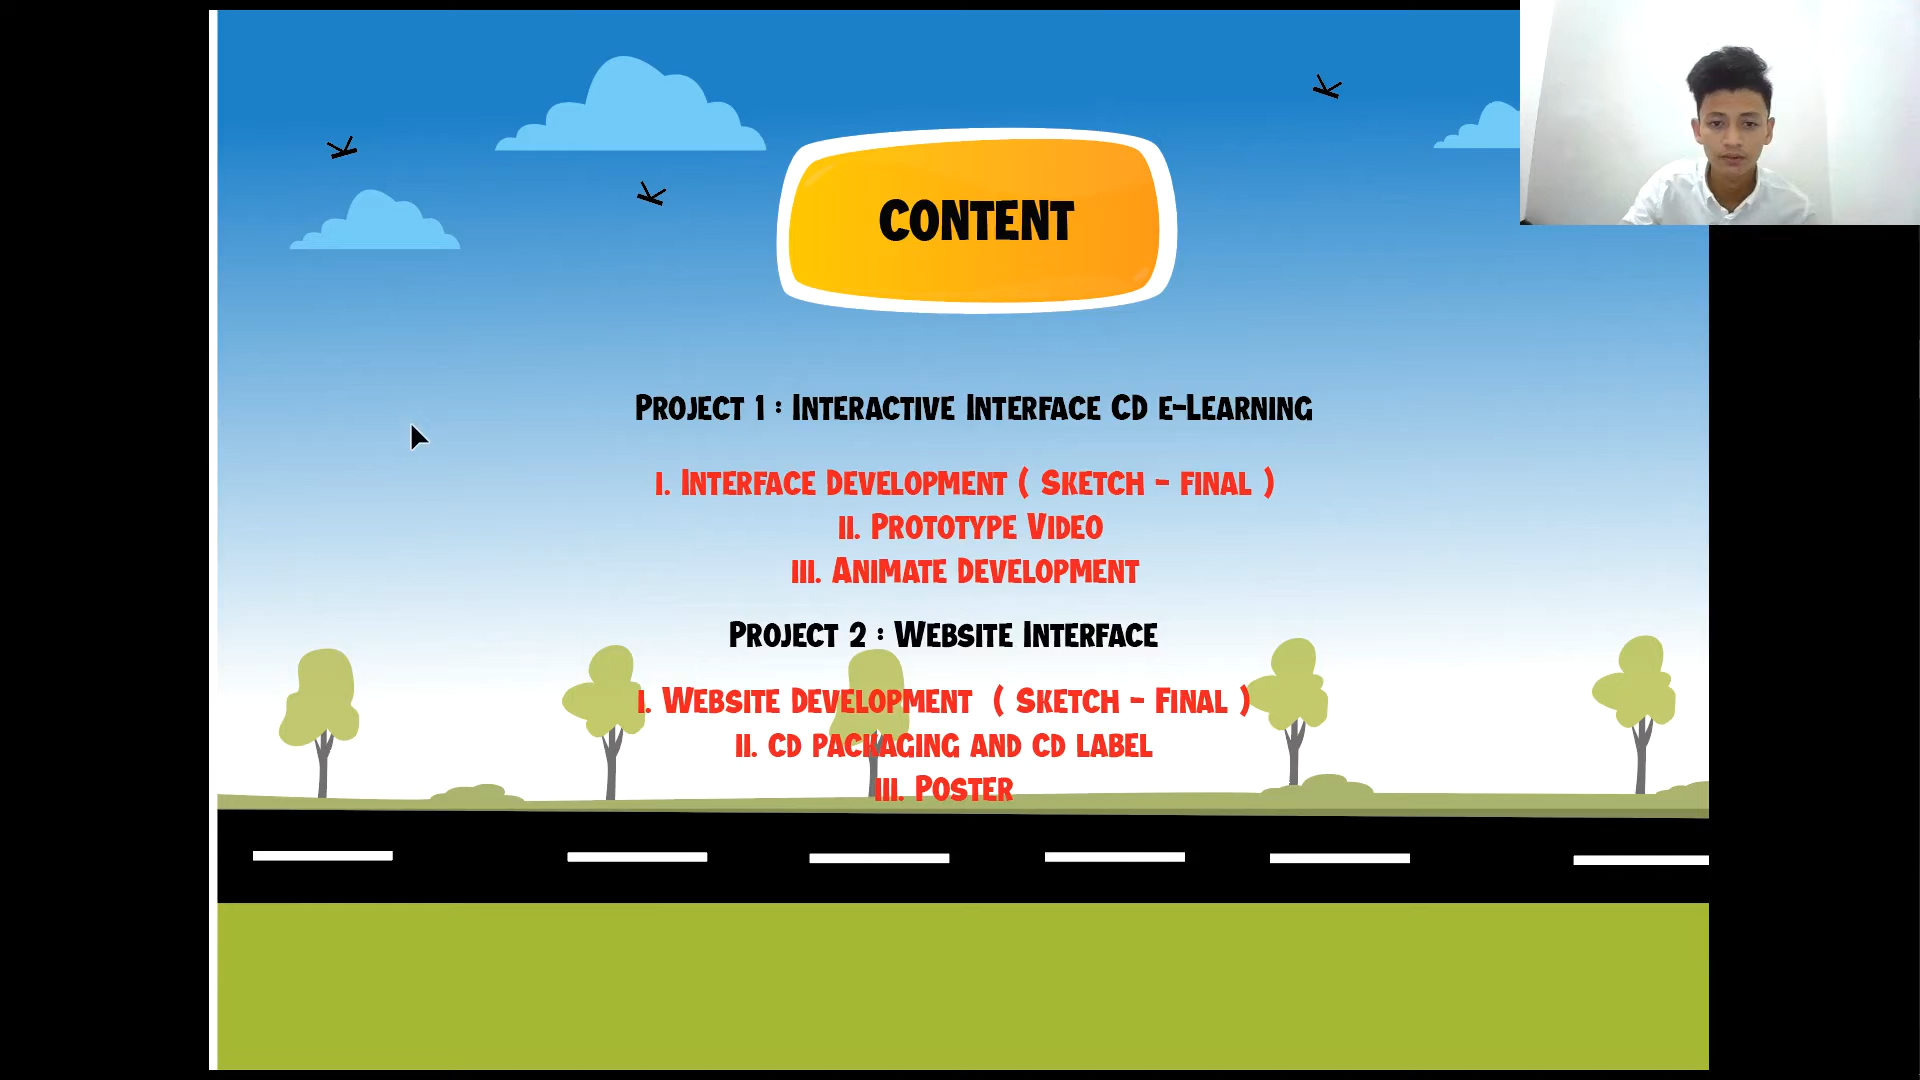 CONTENT
Project 1 : Interactive Interface CD e-Learning
I. Interface Development ( Sketch - final )
II. Prototype Video
III. Animate Development
Project 2 : Website Interface
I. Website Development ( Sketch - Final )
II. CD packaging and CD label
III. Poster